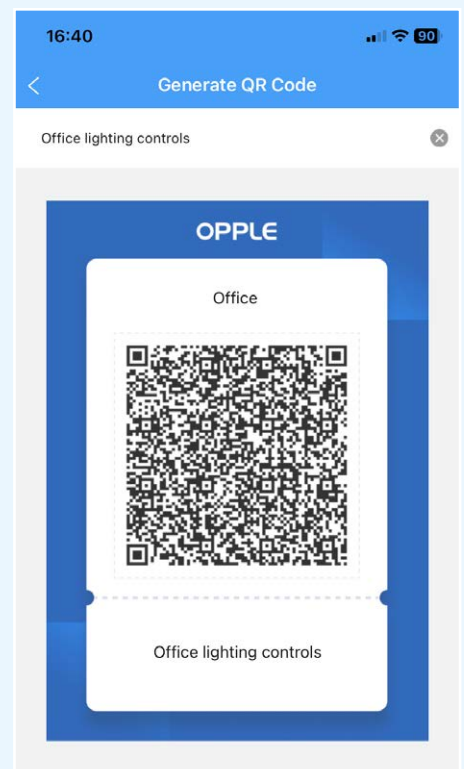 16:40
90
Generate QR Code
Office lighting controls
OPPLE
Office
Office lighting controls